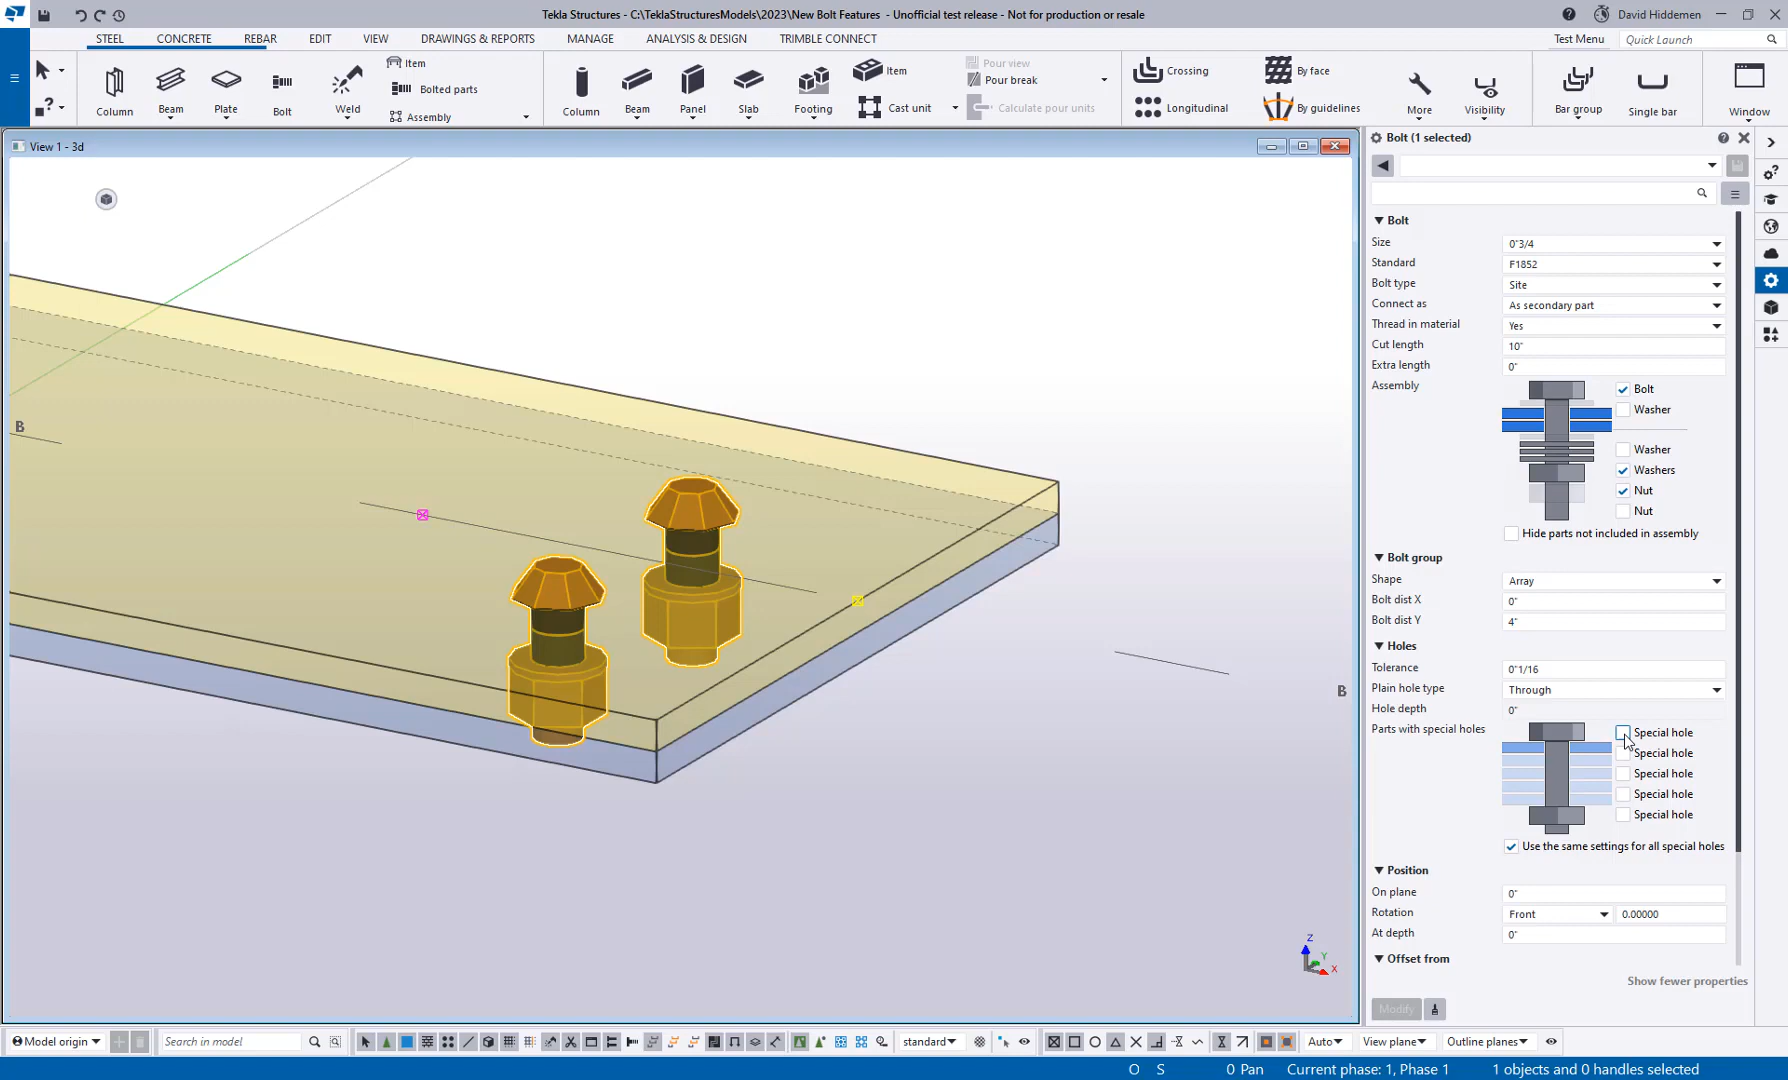 Tekla Structures - C:\TeklaStructuresModels\2023\New Bolt Features - Unofficial test release - Not for production or resale
David Hiddemen
STEEL CONCRETE REBAR EDIT VIEW DRAWINGS & REPORTS MANAGE ANALYSIS & DESIGN TRIMBLE CONNECT
Test Menu
Quick Launch
Column
Beam
Plate
Bolt
Weld
Item
Bolted parts
Assembly
Column
Beam
Panel
Slab
Footing
Item
Cast unit
Pour view
Pour break
Calculate pour units
Crossing
Longitudinal
By face
By guidelines
More
Visibility
Bar group
Single bar
Window
View 1 - 3d
B
B
Z
Y
X
Bolt (1 selected)
Bolt
Size 0"3/4
Standard F1852
Bolt type Site
Connect as As secondary part
Thread in material Yes
Cut length 10"
Extra length 0"
Assembly
Bolt
Washer
Washer
Washers
Nut
Nut
Hide parts not included in assembly
Bolt group
Shape Array
Bolt dist X 0"
Bolt dist Y 4"
Holes
Tolerance 0"1/16
Plain hole type Through
Hole depth 0"
Parts with special holes
Special hole
Special hole
Special hole
Special hole
Special hole
Use the same settings for all special holes
Position
On plane 0"
Rotation Front 0.00000
At depth 0"
Offset from
Show fewer properties
Modify
Model origin
Search in model
standard
Auto
View plane
Outline planes
O S 0 Pan Current phase: 1, Phase 1 1 objects and 0 handles selected